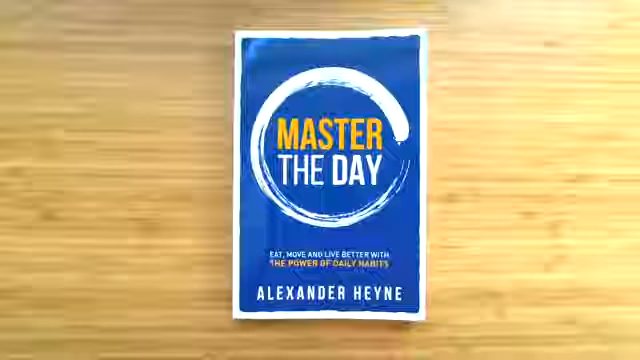 MASTER
THE DAY
EAT, MOVE AND LIVE BETTER WITH
THE POWER OF DAILY HABITS
ALEXANDER HEYNE